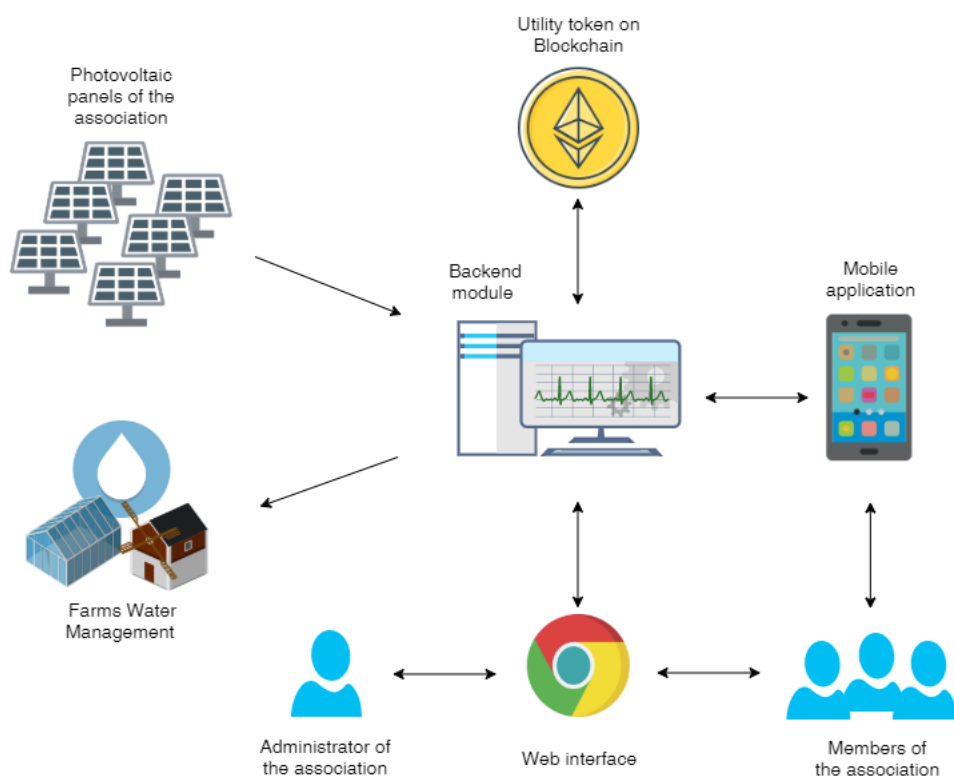 Utility token on
Blockchain
Photovoltaic
panels of the
association
Backend
module
Mobile
application
Farms Water
Management
Administrator of
the association
Web interface
Members of
the association